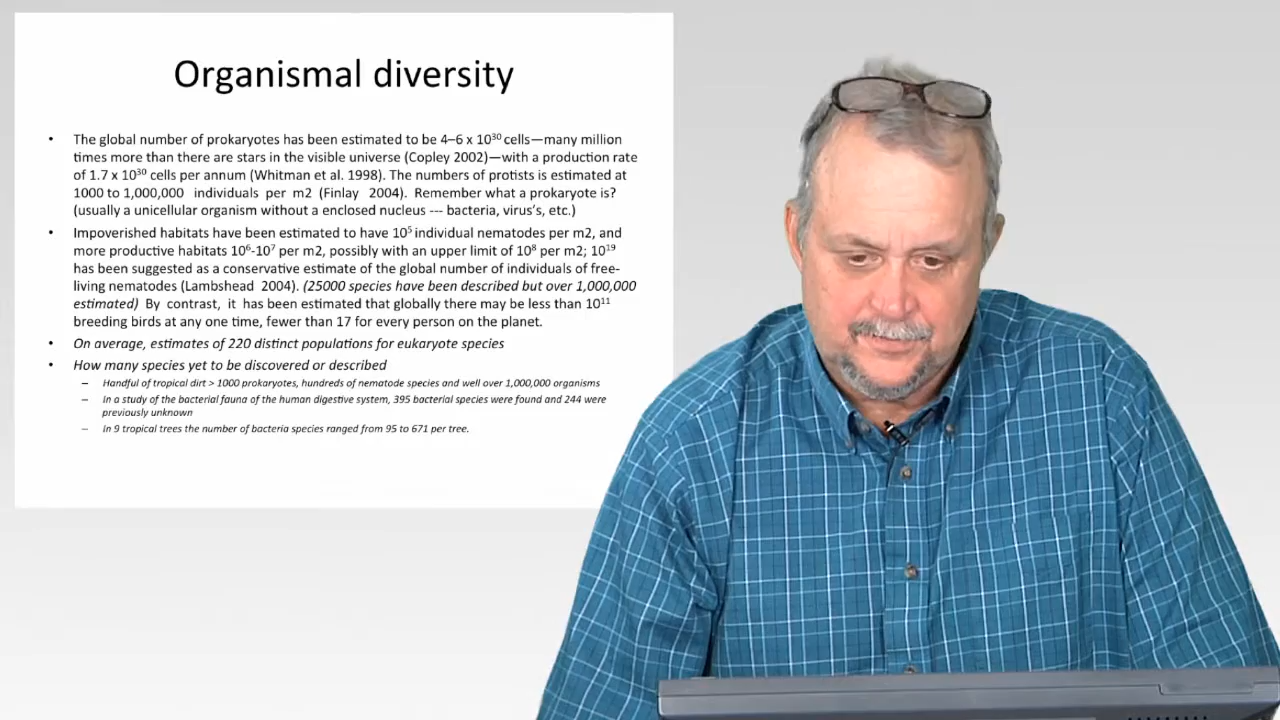 Organismal diversity
• The global number of prokaryotes has been estimated to be 4–6 x 10³⁰ cells—many million
times more than there are stars in the visible universe (Copley 2002)—with a production rate
of 1.7 x 10³⁰ cells per annum (Whitman et al. 1998). The numbers of protists is estimated at
1000 to 1,000,000 individuals per m2 (Finlay 2004). Remember what a prokaryote is?
(usually a unicellular organism without a enclosed nucleus --- bacteria, virus's, etc.)
• Impoverished habitats have been estimated to have 10⁵ individual nematodes per m2, and
more productive habitats 10⁶-10⁷ per m2, possibly with an upper limit of 10⁸ per m2; 10¹⁹
has been suggested as a conservative estimate of the global number of individuals of free-
living nematodes (Lambshead 2004). (25000 species have been described but over 1,000,000
estimated) By contrast, it has been estimated that globally there may be less than 10¹¹
breeding birds at any one time, fewer than 17 for every person on the planet.
• On average, estimates of 220 distinct populations for eukaryote species
• How many species yet to be discovered or described
– Handful of tropical dirt > 1000 prokaryotes, hundreds of nematode species and well over 1,000,000 organisms
– In a study of the bacterial fauna of the human digestive system, 395 bacterial species were found and 244 were
previously unknown
– In 9 tropical trees the number of bacteria species ranged from 95 to 671 per tree.